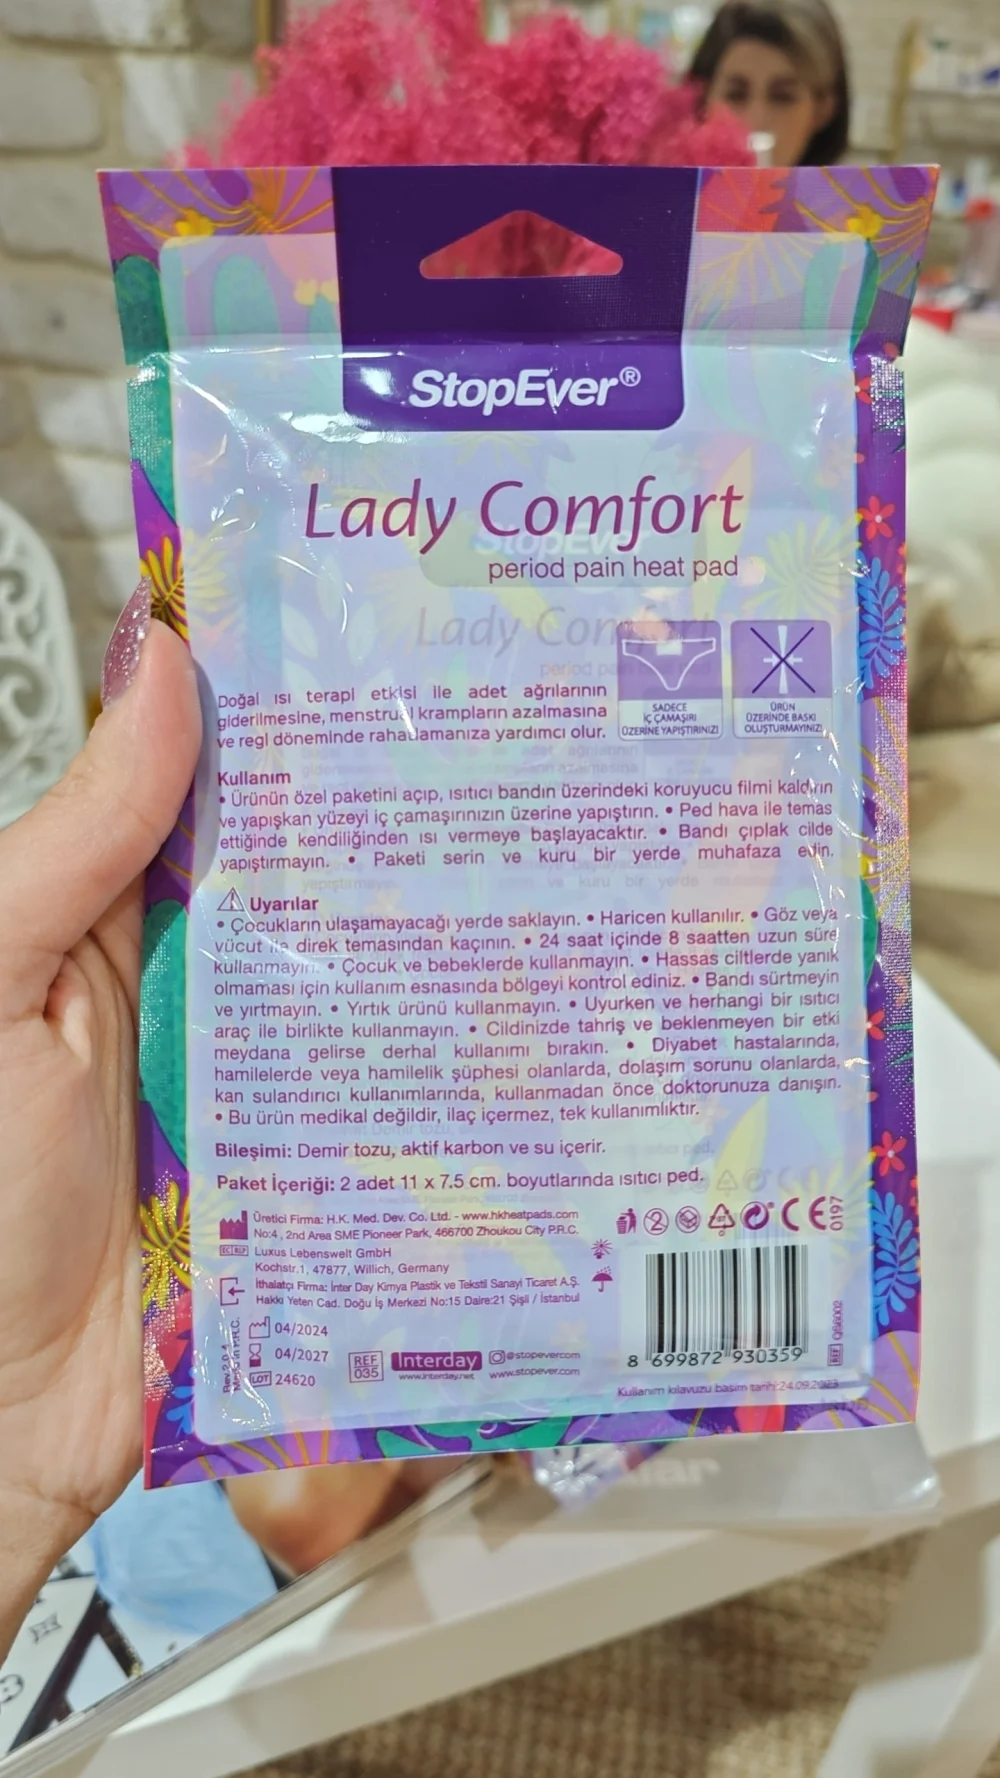 StopEver®
Lady Comfort
period pain heat pad
SADECE
İÇ ÇAMAŞIRI
ÜZERİNE YAPIŞTIRINIZ!
ÜRÜN
ÜZERİNDE BASKI
OLUŞTURMAYINIZ!
Doğal ısı terapi etkisi ile adet ağrılarının
giderilmesine, menstrual krampların azalmasına
ve regl döneminde rahatlamanıza yardımcı olur.
Kullanım
• Ürünün özel paketini açıp, ısıtıcı bandın üzerindeki koruyucu filmi kaldırın
ve yapışkan yüzeyi iç çamaşırınızın üzerine yapıştırın. • Ped hava ile temas
ettiğinde kendiliğinden ısı vermeye başlayacaktır. • Bandı çıplak cilde
yapıştırmayın. • Paketi serin ve kuru bir yerde muhafaza edin.
Uyarılar
• Çocukların ulaşamayacağı yerde saklayın. • Haricen kullanılır. • Göz veya
vücut ile direk temasından kaçının. • 24 saat içinde 8 saatten uzun süre
kullanmayın. • Çocuk ve bebeklerde kullanmayın. • Hassas ciltlerde yanık
olmaması için kullanım esnasında bölgeyi kontrol ediniz. • Bandı sürtmeyin
ve yırtmayın. • Yırtık ürünü kullanmayın. • Uyurken ve herhangi bir ısıtıcı
araç ile birlikte kullanmayın. • Cildinizde tahriş ve beklenmeyen bir etki
meydana gelirse derhal kullanımı bırakın. • Diyabet hastalarında,
hamilelerde veya hamilelik şüphesi olanlarda, dolaşım sorunu olanlarda,
kan sulandırıcı kullanımlarında, kullanmadan önce doktorunuza danışın.
• Bu ürün medikal değildir, ilaç içermez, tek kullanımlıktır.
Bileşimi: Demir tozu, aktif karbon ve su içerir.
Paket İçeriği: 2 adet 11 x 7.5 cm. boyutlarında ısıtıcı ped.
Üretici Firma: H.K. Med. Dev. Co. Ltd. - www.hkheatpads.com
No:4 , 2nd Area SME Pioneer Park, 466700 Zhoukou City P.R.C.
EC REP Luxus Lebenswelt GmbH
Kochstr.1, 47877, Willich, Germany
İthalatçı Firma: İnter Day Kimya Plastik ve Tekstil Sanayi Ticaret A.Ş.
Hakkı Yeten Cad. Doğu İş Merkezi No:15 Daire:21 Şişli / İstanbul
CE 0197
04/2024
04/2027
LOT 24620
REF
035
Interday
www.interday.net
@stopevercom
www.stopever.com
8 699872 930359
Kullanım kılavuzu basım tarihi:24.09.2023